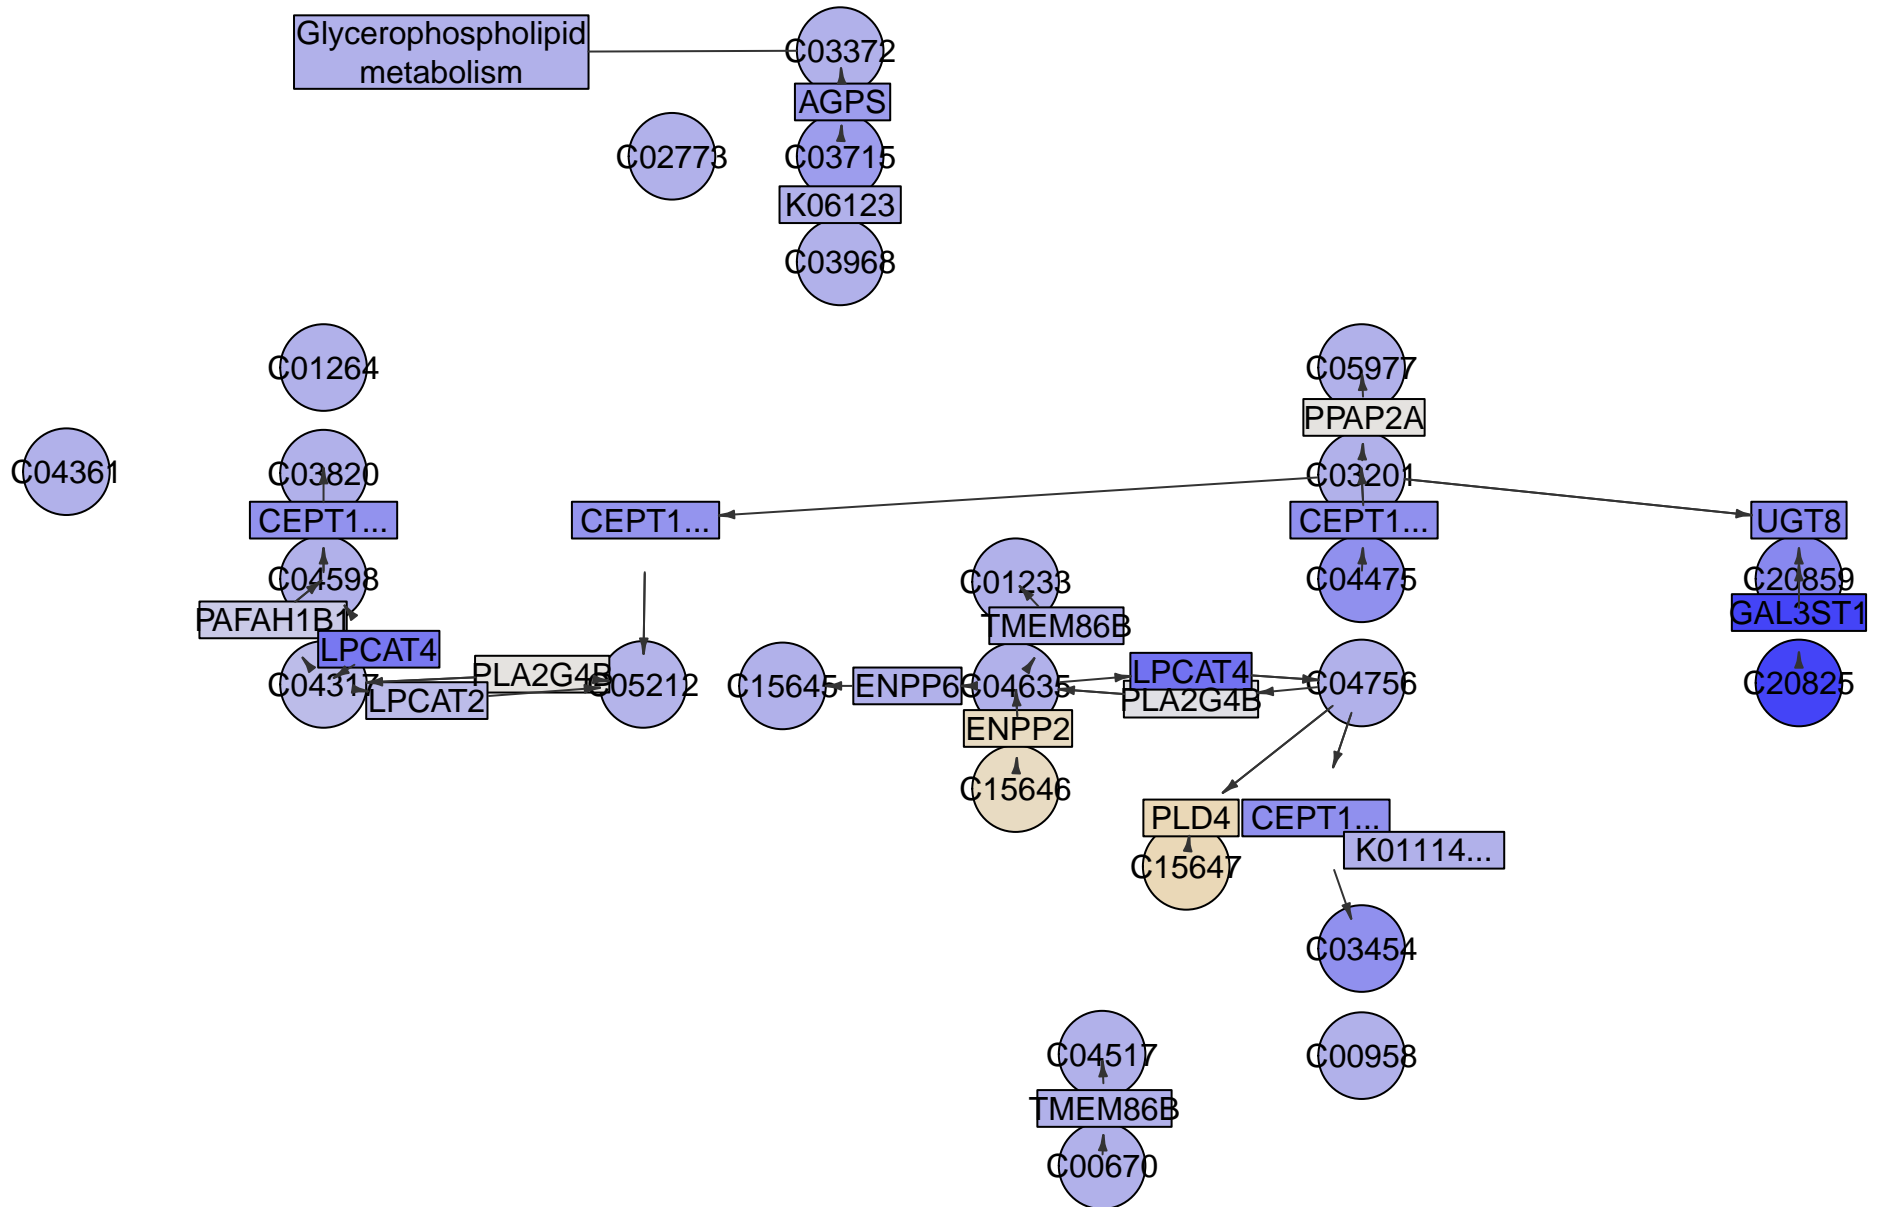 Glycerophospholipid
metabolism
C03372
AGPS
C02773
C03715
K06123
C03968
C01264
C05977
PPAP2A
C04361
C03820
C03201
CEPT1...
CEPT1...
CEPT1...
UGT8
C04598
C01233
C04475
C20859
PAFAH1B1
TMEM86B
GAL3ST1
LPCAT4
PLA2G4B
LPCAT4
C04317
LPCAT2
C05212
C15645
ENPP6
C04635
PLA2G4B
C04756
C20825
ENPP2
C15646
PLD4
CEPT1...
K01114...
C15647
C03454
C04517
C00958
TMEM86B
C00670